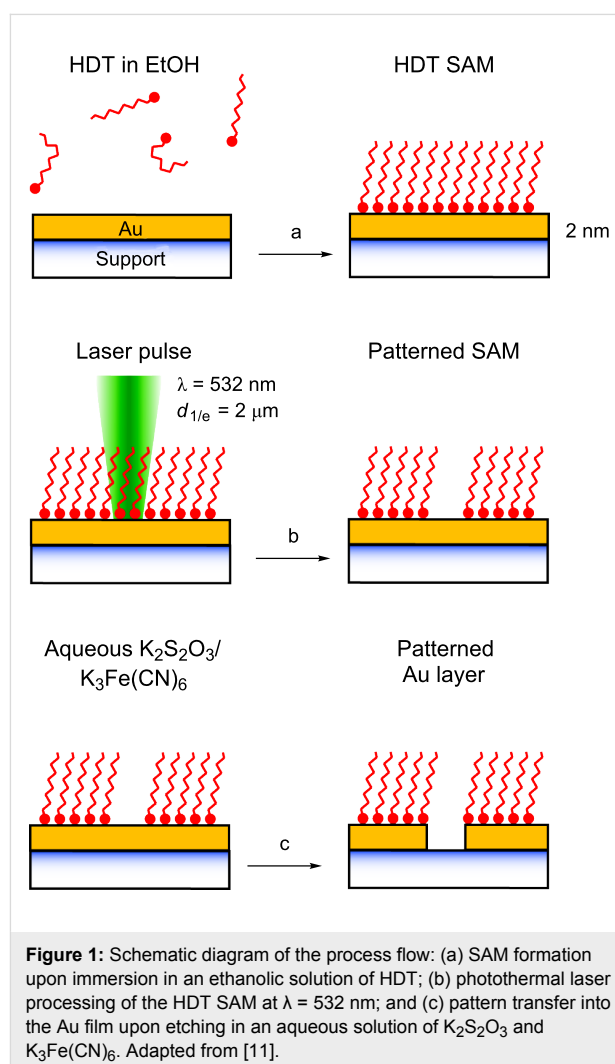 HDT in EtOH
HDT SAM
Au
Support
a
2 nm
Laser pulse
Patterned SAM
λ = 532 nm
d1/e = 2 μm
b
Aqueous K2S2O3/
K3Fe(CN)6
Patterned
Au layer
c
Figure 1: Schematic diagram of the process flow: (a) SAM formation
upon immersion in an ethanolic solution of HDT; (b) photothermal laser
processing of the HDT SAM at λ = 532 nm; and (c) pattern transfer into
the Au film upon etching in an aqueous solution of K2S2O3 and
K3Fe(CN)6. Adapted from [11].